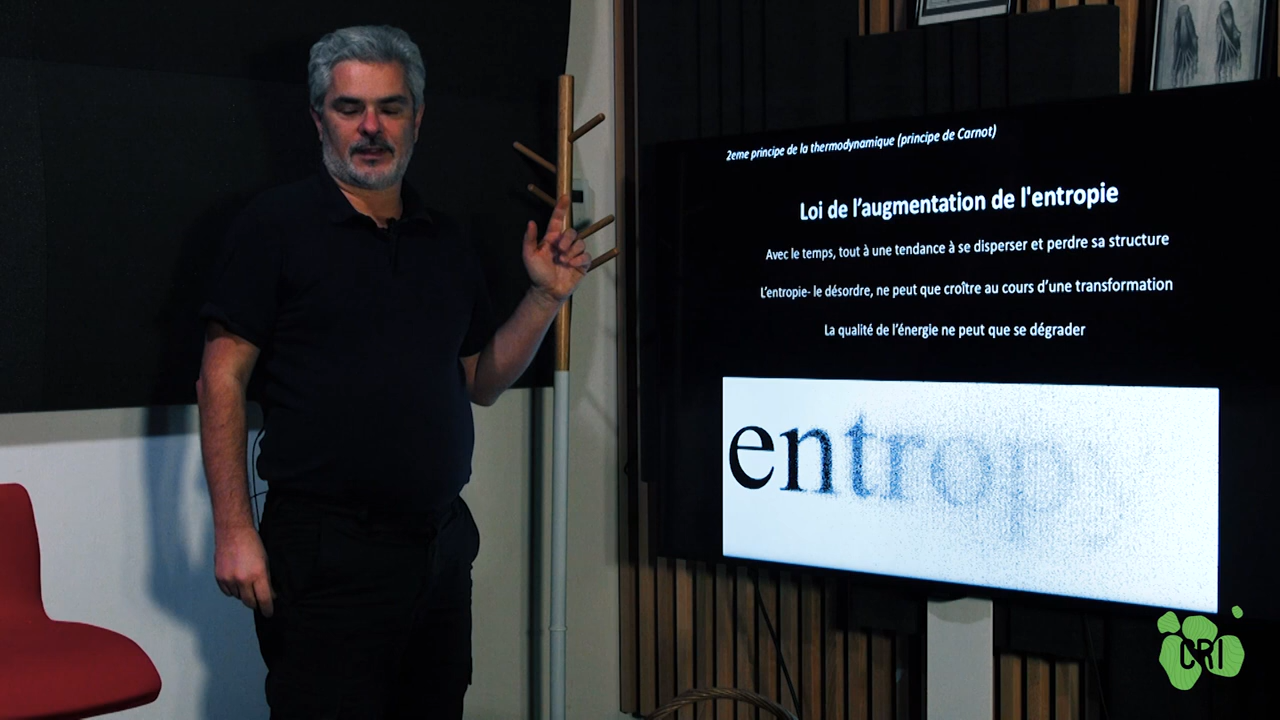 2eme principe de la thermodynamique (principe de Carnot)
Loi de l’augmentation de l'entropie
Avec le temps, tout à une tendance à se disperser et perdre sa structure
L’entropie- le désordre, ne peut que croître au cours d’une transformation
La qualité de l’énergie ne peut que se dégrader
entropy
CRI